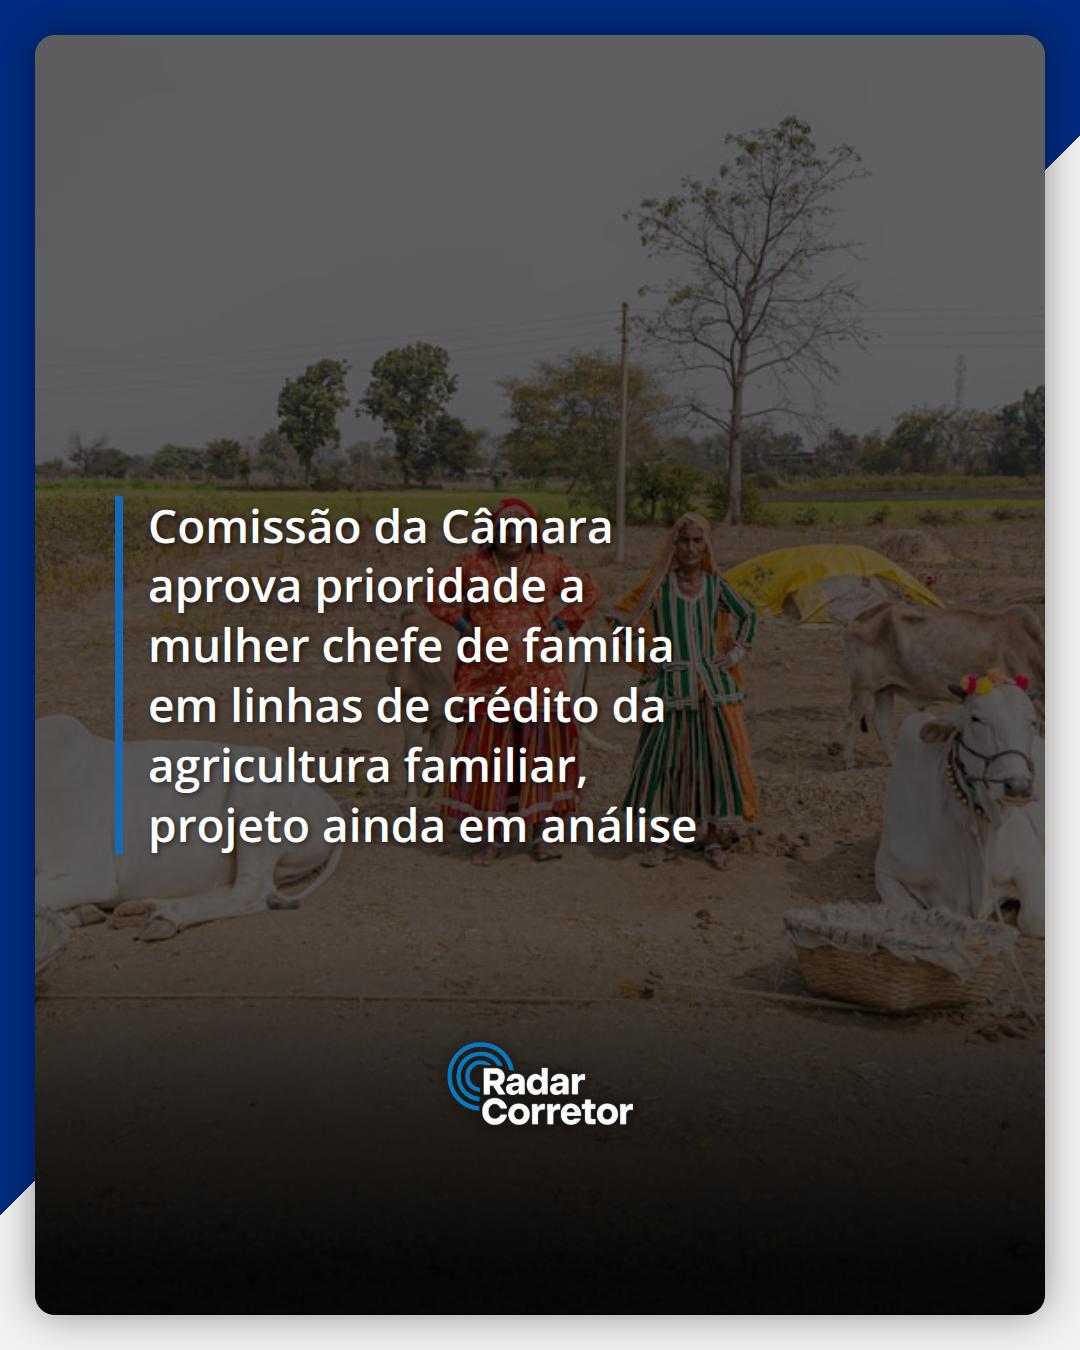 Comissão da Câmara
aprova prioridade a
mulher chefe de família
em linhas de crédito da
agricultura familiar,
projeto ainda em análise
Radar
Corretor